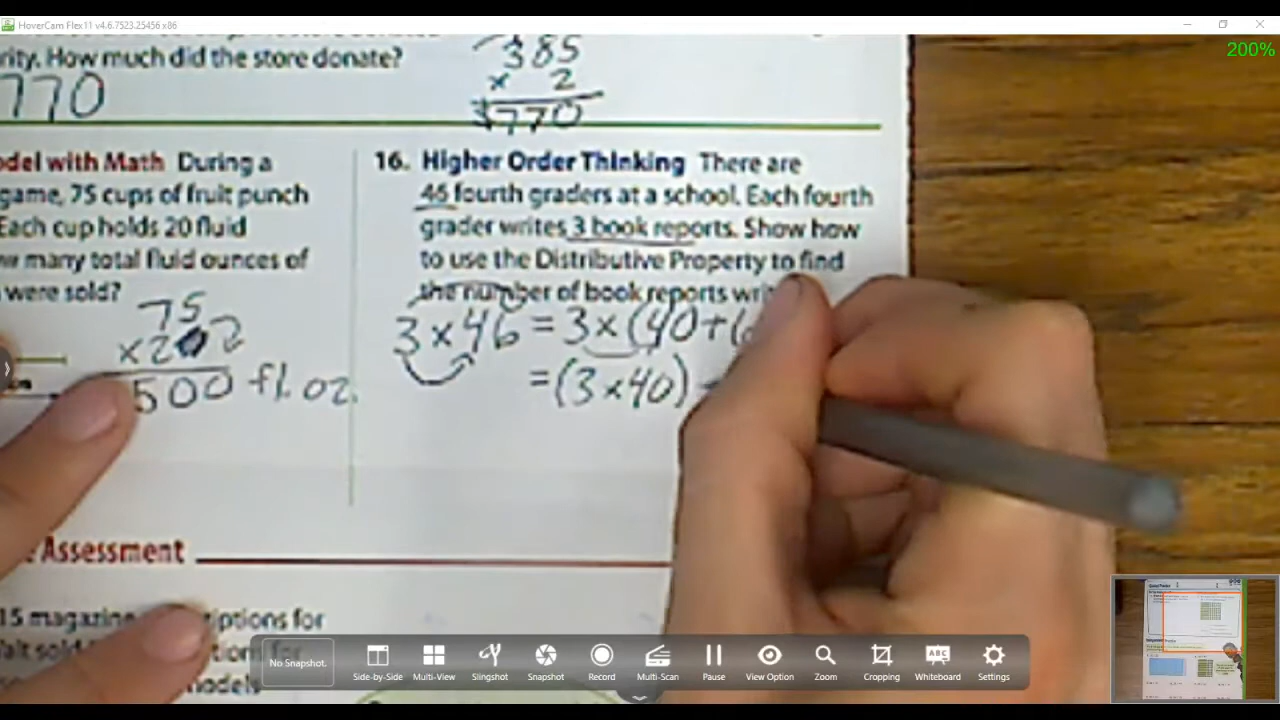 HoverCam Flex11 v4.6.7523.25456 x86
200%
rity. How much did the store donate?
770
385
x 2
$770
odel with Math During a
game, 75 cups of fruit punch
Each cup holds 20 fluid
w many total fluid ounces of
were sold?
75
x20
500 fl. oz.
16. Higher Order Thinking There are
46 fourth graders at a school. Each fourth
grader writes 3 book reports. Show how
to use the Distributive Property to find
the number of book reports
3 x 46 = 3 x (40 + 6
= (3 x 40)
Assessment
15 magazine
No Snapshot.
Side-by-Side
Multi-View
Slingshot
Snapshot
Record
Multi-Scan
Pause
View Option
Zoom
Cropping
Whiteboard
Settings